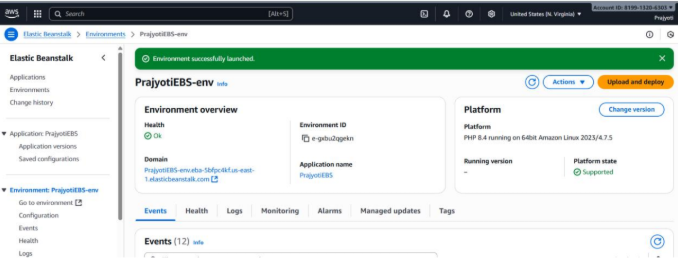 aws
Search
[Alt+S]
United States (N. Virginia) ▼
Account ID: 8199-1320-6303 ▼
Prajyoti
Elastic Beanstalk > Environments > PrajyotiEBS-env
Elastic Beanstalk
Applications
Environments
Change history
Application: PrajyotiEBS
Application versions
Saved configurations
Environment: PrajyotiEBS-env
Go to environment
Configuration
Events
Health
Logs
Environment successfully launched.
PrajyotiEBS-env Info
Actions ▼
Upload and deploy
Environment overview
Health
Ok
Domain
PrajyotiEBS-env.eba-5bfpc4kf.us-east-
1.elasticbeanstalk.com
Environment ID
e-gxbu2qgekn
Application name
PrajyotiEBS
Platform
Change version
Platform
PHP 8.4 running on 64bit Amazon Linux 2023/4.7.5
Running version
–
Platform state
Supported
Events
Health
Logs
Monitoring
Alarms
Managed updates
Tags
Events (12) Info